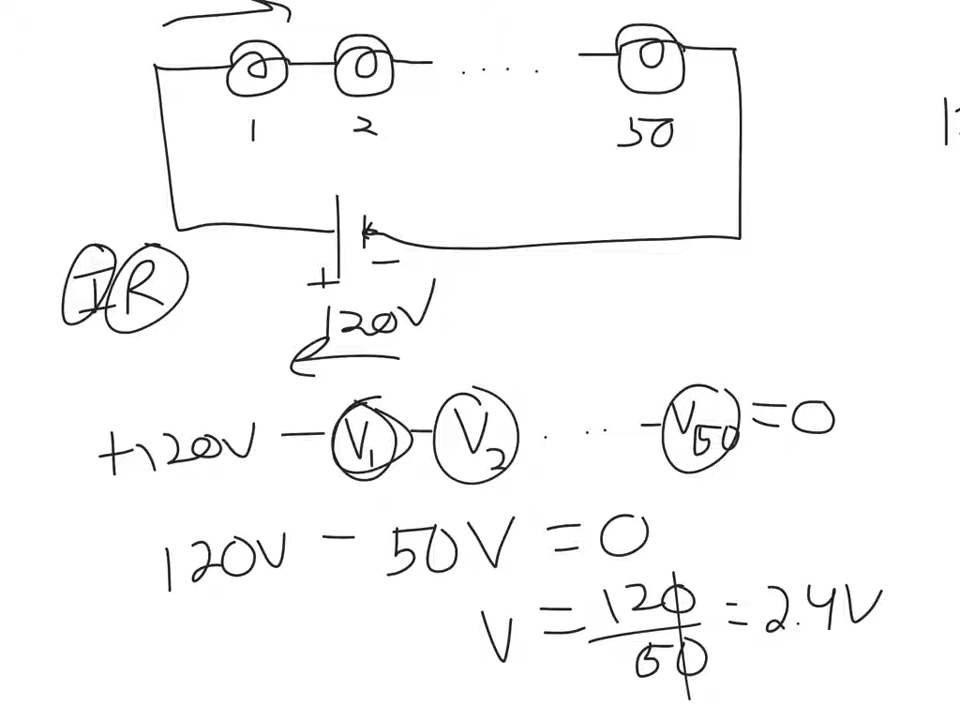 1 2 .... 50
+ -
IR
120V
+120V - V₁ - V₂ ... - V₅₀ = 0
120V - 50V = 0
V = 120/50 = 2.4V